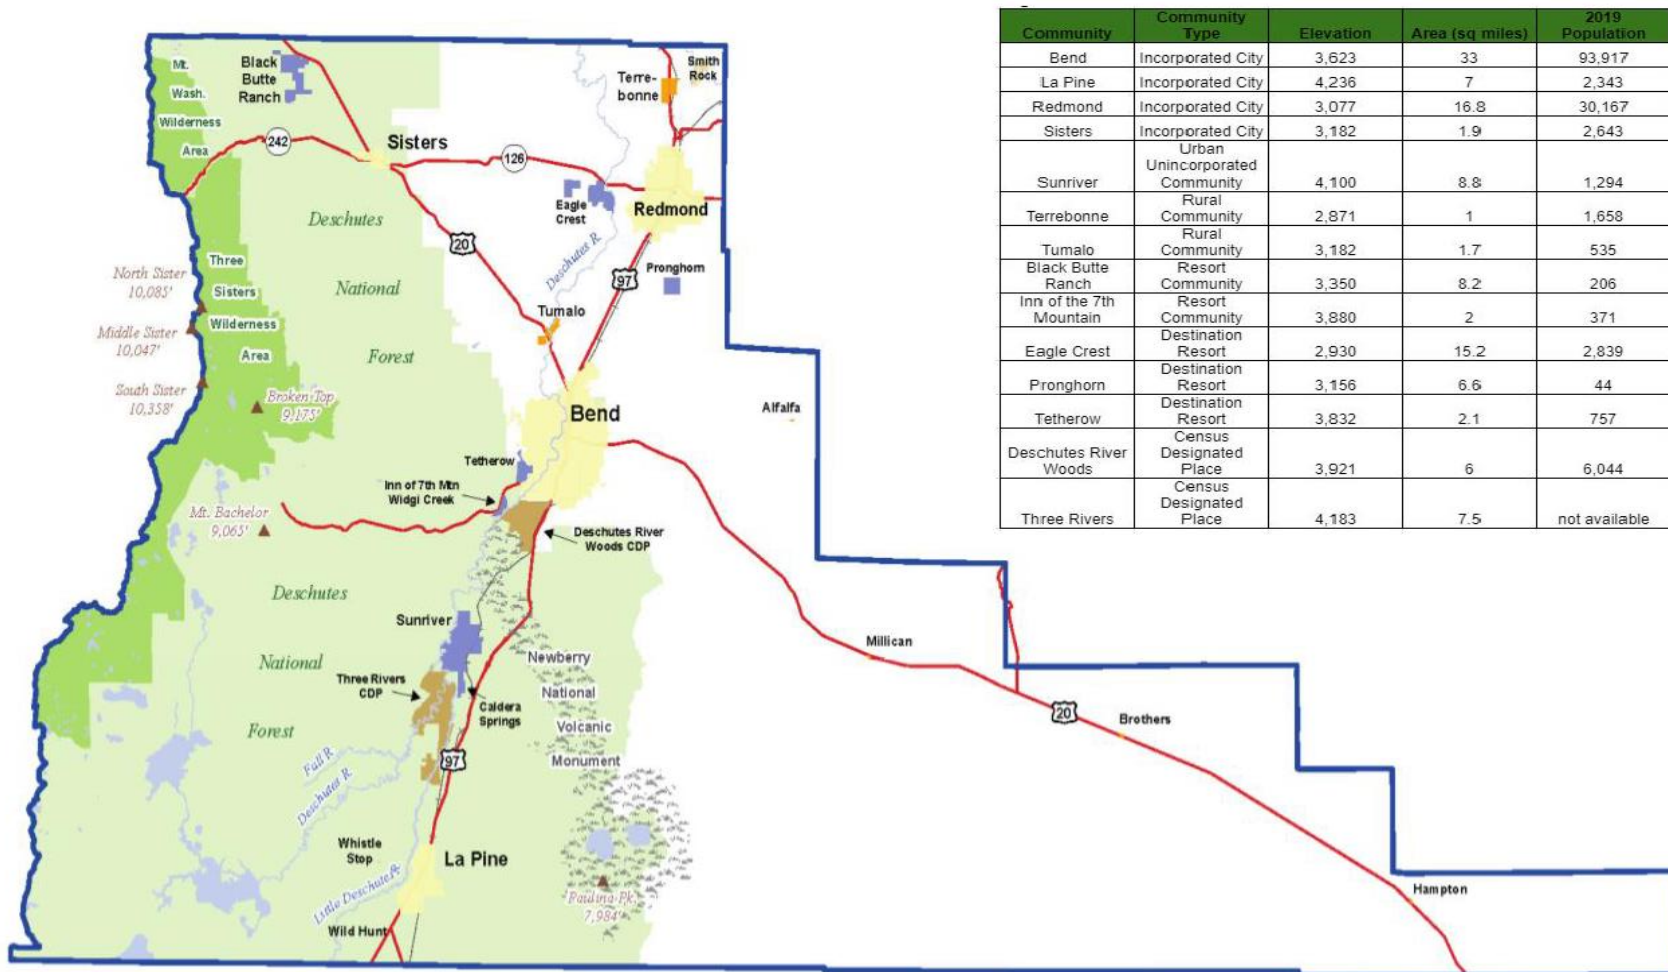 Community Community Type Elevation Area (sq miles) 2019 Population
Bend Incorporated City 3,623 33 93,917
La Pine Incorporated City 4,236 7 2,343
Redmond Incorporated City 3,077 16.8 30,167
Sisters Incorporated City 3,182 1.9 2,643
Sunriver Urban Unincorporated Community 4,100 8.8 1,294
Terrebonne Rural Community 2,871 1 1,658
Tumalo Rural Community 3,182 1.7 535
Black Butte Ranch Resort Community 3,350 8.2 206
Inn of the 7th Mountain Resort Community 3,880 2 371
Eagle Crest Destination Resort 2,930 15.2 2,839
Pronghorn Destination Resort 3,156 6.6 44
Tetherow Destination Resort 3,832 2.1 757
Deschutes River Woods Census Designated Place 3,921 6 6,044
Three Rivers Census Designated Place 4,183 7.5 not available
Mt.
Wash.
Wilderness
Area
Black
Butte
Ranch
242
Sisters
126
Terre-
bonne
Smith
Rock
Eagle
Crest
Redmond
Deschutes
National
Forest
20
Deschutes R
97
Pronghorn
Three
Sisters
Wilderness
Area
North Sister
10,085'
Middle Sister
10,047'
South Sister
10,358'
Broken Top
9,175'
Tumalo
Bend
Alfalfa
Tetherow
Inn of 7th Mtn
Widgi Creek
Mt. Bachelor
9,065'
Deschutes River
Woods CDP
Deschutes
National
Forest
Sunriver
Three Rivers
CDP
Caldera
Springs
Newberry
National
Volcanic
Monument
Millican
20
Brothers
Hampton
Fall R
Deschutes R
97
Whistle
Stop
La Pine
Little Deschutes R
Paulina Pk.
7,984'
Wild Hunt